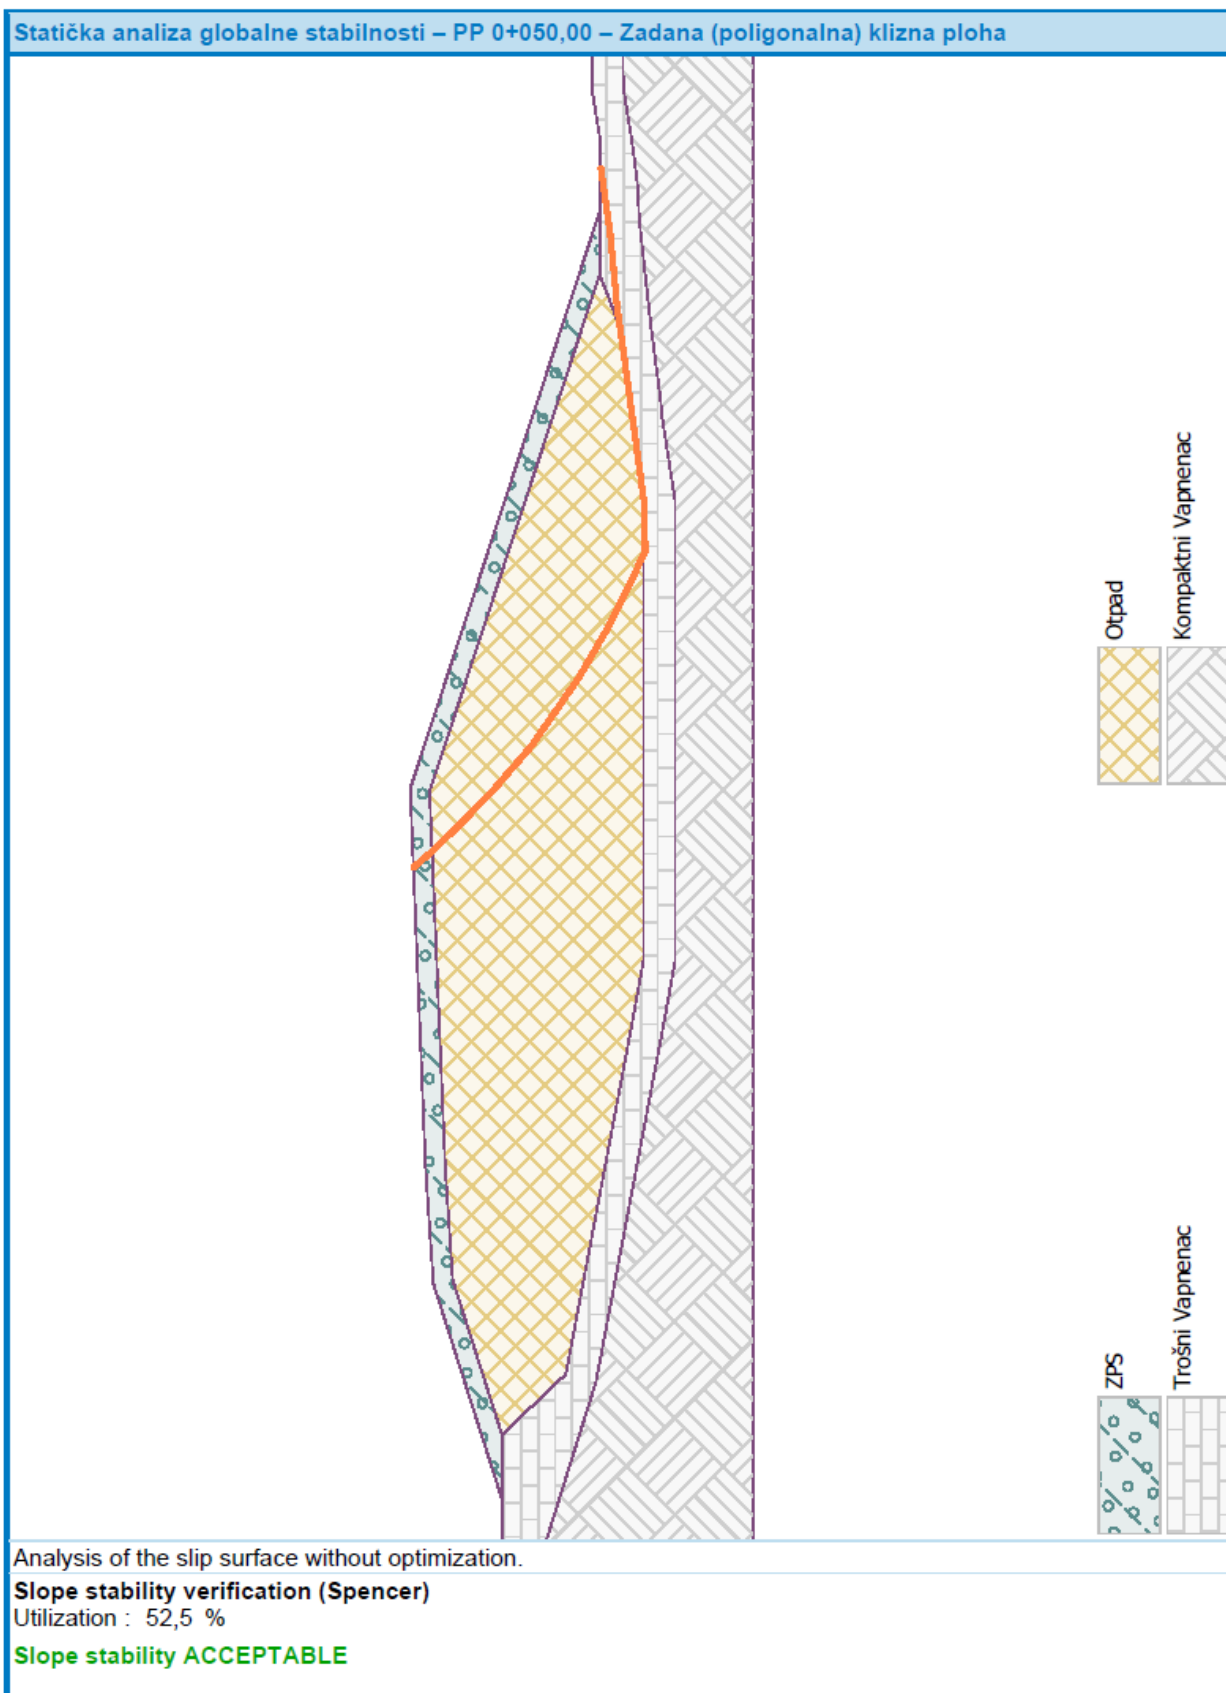 Statička analiza globalne stabilnosti – PP 0+050,00 – Zadana (poligonalna) klizna ploha
Otpad
Kompaktni Vapnenac
ZPS
Trošni Vapnenac
Analysis of the slip surface without optimization.
Slope stability verification (Spencer)
Utilization : 52,5 %
Slope stability ACCEPTABLE